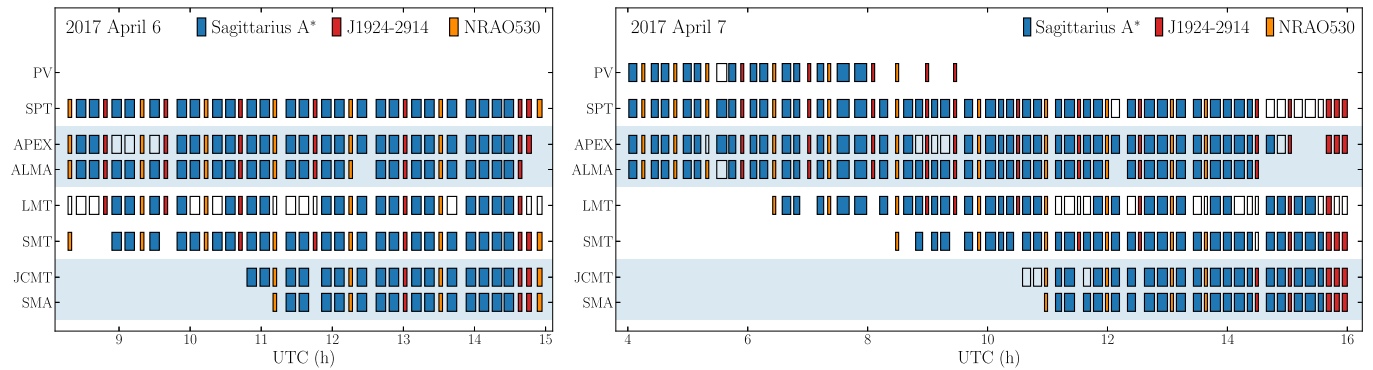 2017 April 6 Sagittarius A* J1924-2914 NRAO530
2017 April 7 Sagittarius A* J1924-2914 NRAO530
PV
SPT
APEX
ALMA
LMT
SMT
JCMT
SMA
9 10 11 12 13 14 15
UTC (h)
PV
SPT
APEX
ALMA
LMT
SMT
JCMT
SMA
4 6 8 10 12 14 16
UTC (h)